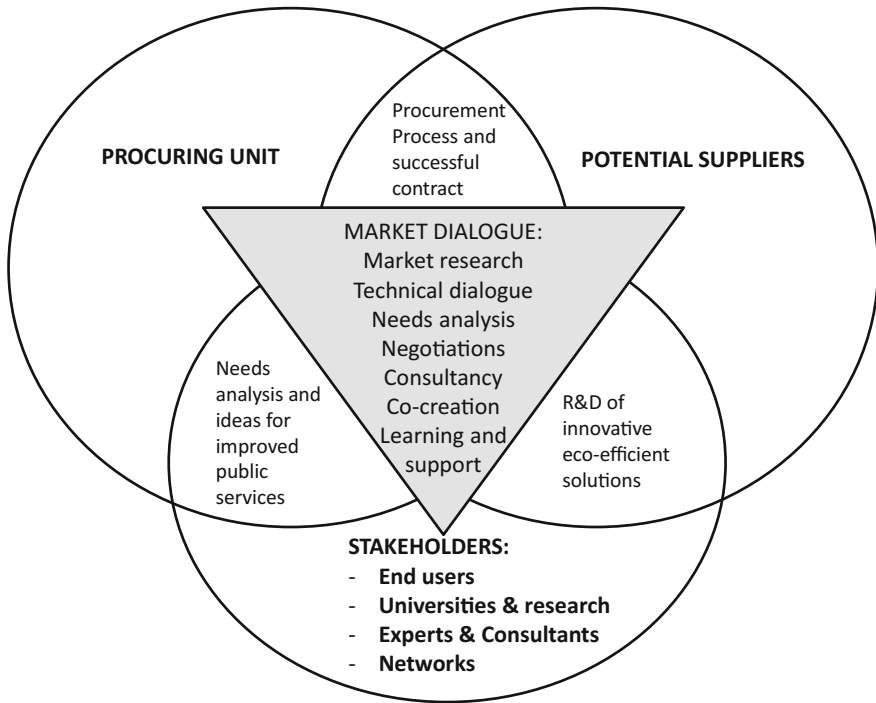 Procurement
Process and
successful
contract
PROCURING UNIT
POTENTIAL SUPPLIERS
MARKET DIALOGUE:
Market research
Technical dialogue
Needs analysis
Negotiations
Consultancy
Co-creation
Learning and
support
Needs
analysis and
ideas for
improved
public
services
R&D of
innovative
eco-efficient
solutions
STAKEHOLDERS:
- End users
- Universities & research
- Experts & Consultants
- Networks